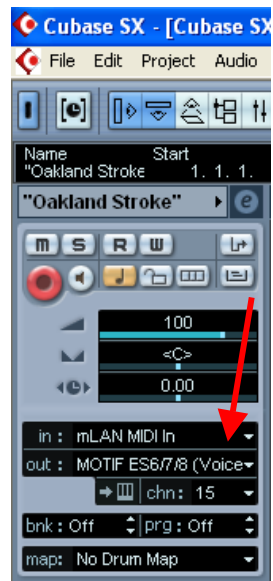 Cubase SX - [Cubase SX
File Edit Project Audio
Name Start
"Oakland Stroke 1. 1. 1.
"Oakland Stroke" e
m S R W
100
<C>
0.00
in : mLAN MIDI In
out : MOTIF ES6/7/8 (Voice
chn : 15
bnk : Off prg : Off
map: No Drum Map